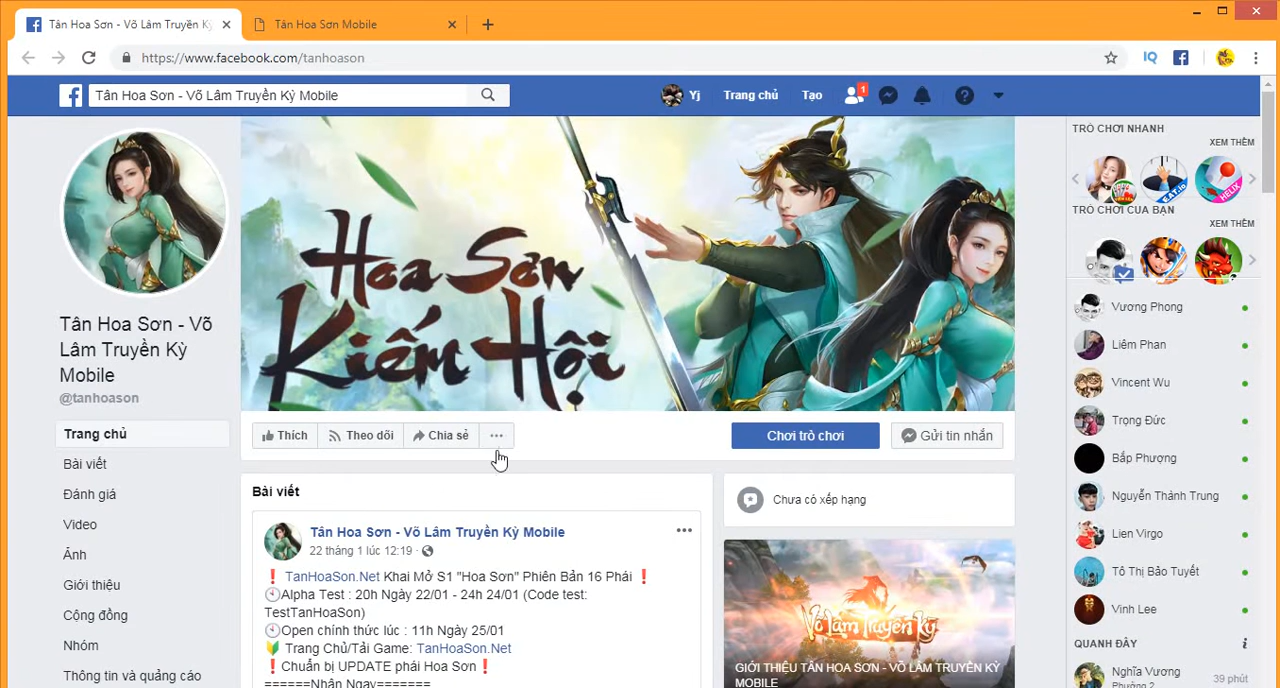 Tân Hoa Sơn - Võ Lâm Truyền Kỳ
Tân Hoa Sơn Mobile
https://www.facebook.com/tanhoason
IQ
Tân Hoa Sơn - Võ Lâm Truyền Kỳ Mobile
Yj
Trang chủ
Tạo
1
Hoa Sơn
Kiếm Hội
Tân Hoa Sơn - Võ
Lâm Truyền Kỳ
Mobile
@tanhoason
Trang chủ
Bài viết
Đánh giá
Video
Ảnh
Giới thiệu
Cộng đồng
Nhóm
Thông tin và quảng cáo
Thích
Theo dõi
Chia sẻ
Chơi trò chơi
Gửi tin nhắn
Bài viết
Tân Hoa Sơn - Võ Lâm Truyền Kỳ Mobile
22 tháng 1 lúc 12:19 ·
❗ TanHoaSon.Net Khai Mở S1 "Hoa Sơn" Phiên Bản 16 Phái ❗
🕙Alpha Test : 20h Ngày 22/01 - 24h 24/01 (Code test:
TestTanHoaSon)
🕙Open chính thức lúc : 11h Ngày 25/01
🔰 Trang Chủ/Tải Game: TanHoaSon.Net
❗Chuẩn bị UPDATE phái Hoa Sơn❗
======Nhận Ngay=======
Chưa có xếp hạng
Võ Lâm Truyền Kỳ
GIỚI THIỆU TÂN HOA SƠN - VÕ LÂM TRUYỀN KỲ
MOBILE
TRÒ CHƠI NHANH
XEM THÊM
EAT.io
HELIX
TRÒ CHƠI CỦA BẠN
XEM THÊM
Vương Phong
Liêm Phan
Vincent Wu
Trọng Đức
Bắp Phượng
Nguyễn Thành Trung
Lien Virgo
Tô Thị Bảo Tuyết
Vinh Lee
QUANH ĐÂY
Nghĩa Vương
Phường 2
39 phút